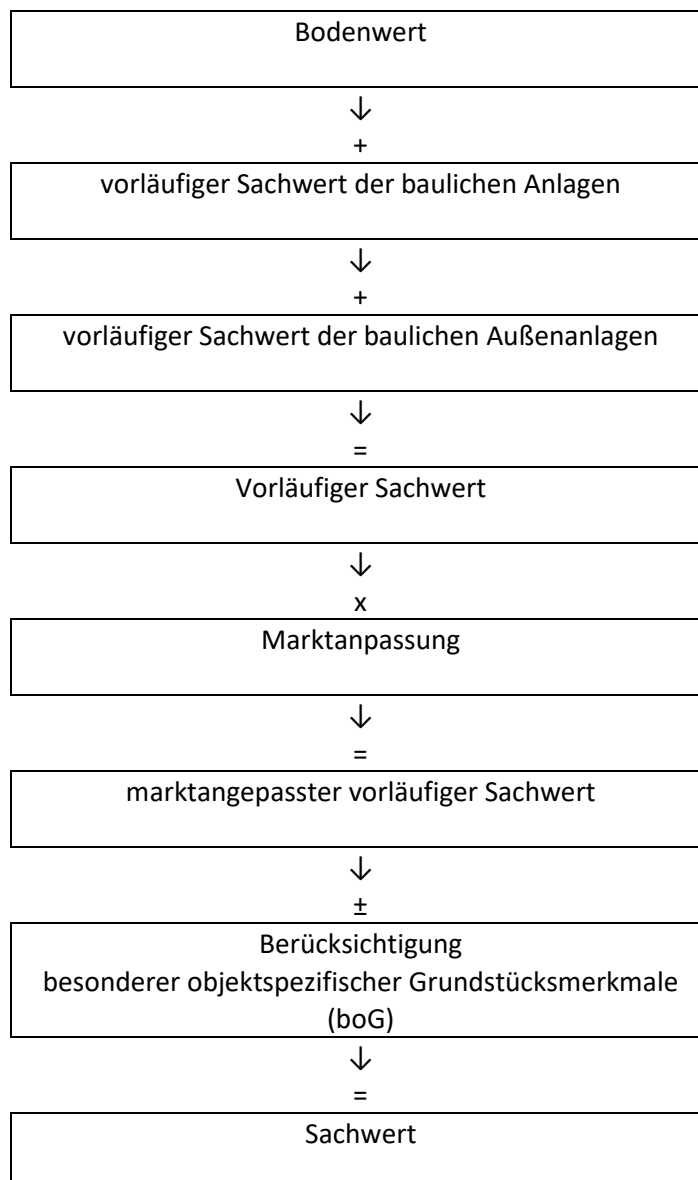 Bodenwert
↓
+
vorläufiger Sachwert der baulichen Anlagen
↓
+
vorläufiger Sachwert der baulichen Außenanlagen
↓
=
Vorläufiger Sachwert
↓
x
Marktanpassung
↓
=
marktangepasster vorläufiger Sachwert
↓
±
Berücksichtigung
besonderer objektspezifischer Grundstücksmerkmale
(boG)
↓
=
Sachwert